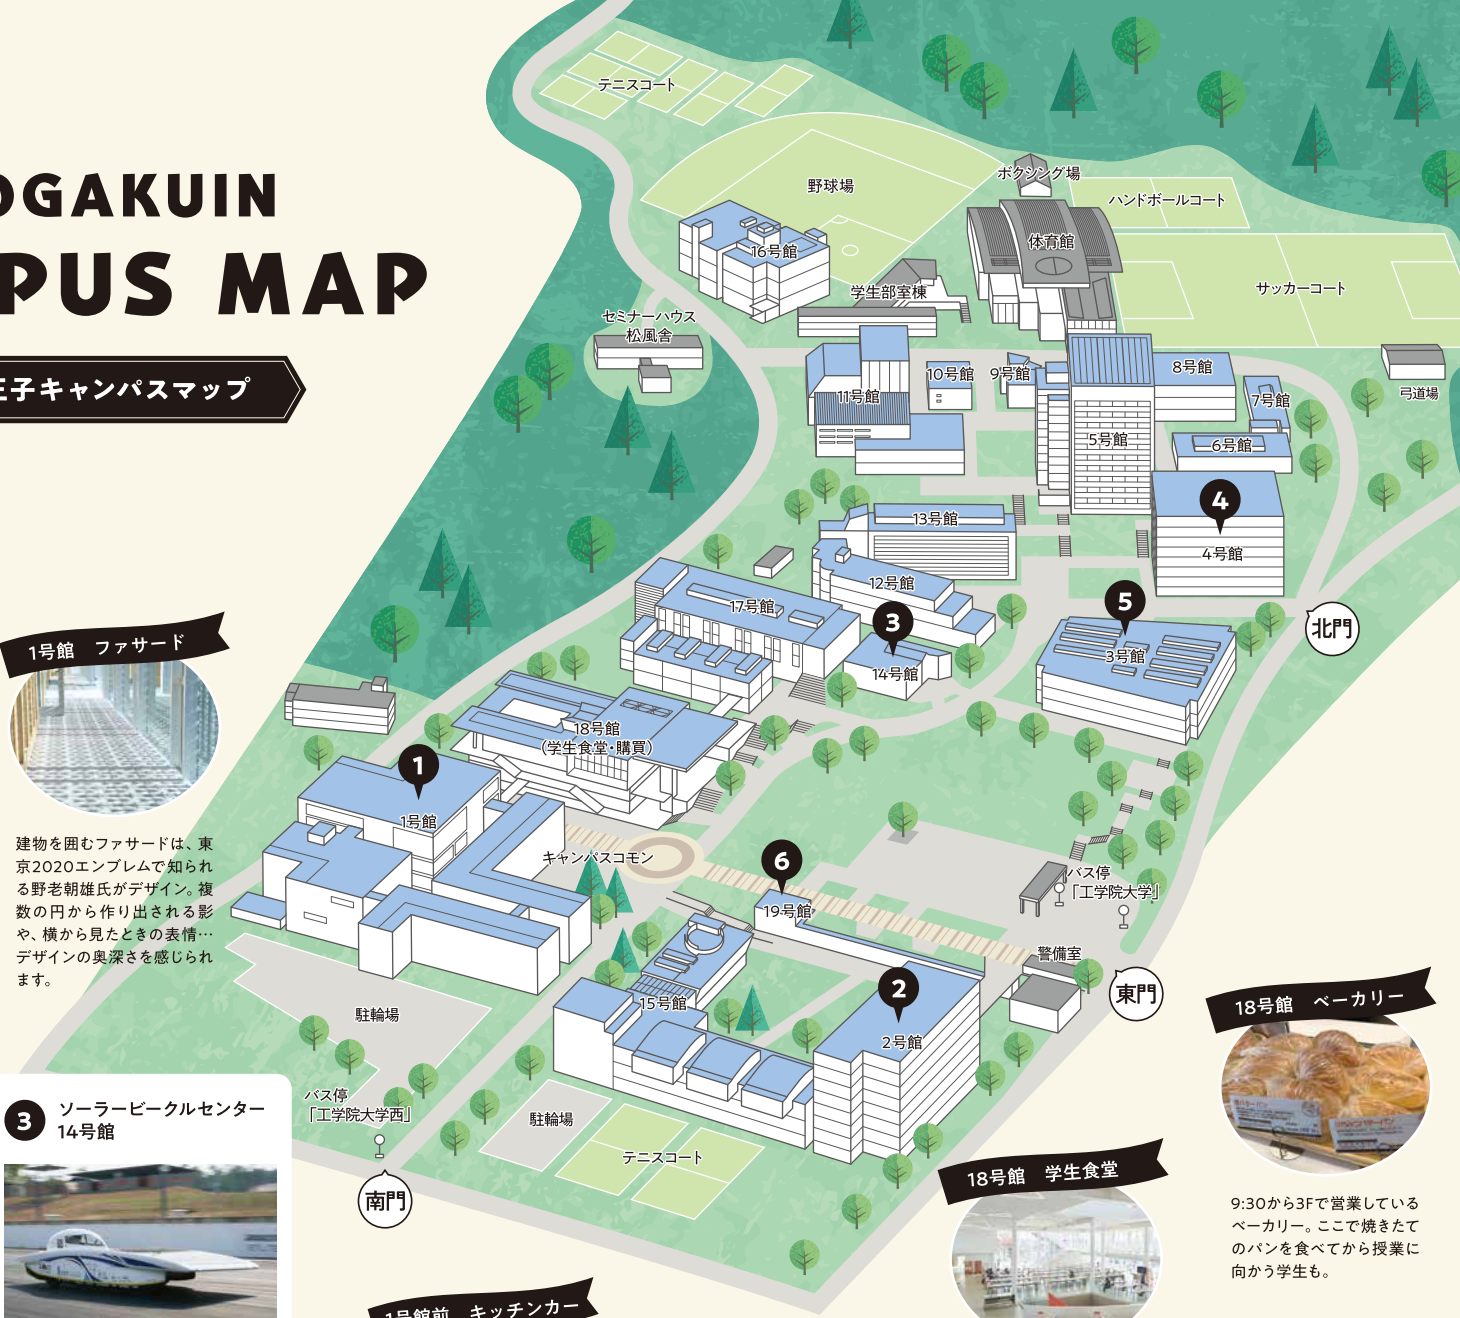 OGAKUIN
PUS MAP
王子キャンパスマップ
テニスコート
野球場
ボクシング場
ハンドボールコート
体育館
サッカーコート
16号館
学生部室棟
セミナーハウス
松風舎
8号館
10号館
9号館
11号館
7号館
弓道場
5号館
6号館
4
4号館
13号館
12号館
17号館
3
14号館
5
3号館
北門
18号館
(学生食堂・購買)
1
1号館
キャンパスコモン
6
19号館
バス停
「工学院大学」
警備室
東門
2
2号館
15号館
駐輪場
バス停
「工学院大学西」
南門
駐輪場
テニスコート
1号館 ファサード
建物を囲むファサードは、東
京2020エンブレムで知られ
る野老朝雄氏がデザイン。複
数の円から作り出される影
や、横から見たときの表情…
デザインの奥深さを感じられ
ます。
3
ソーラービークルセンター
14号館
1号館前 キッチンカー
18号館 学生食堂
18号館 ベーカリー
9:30から3Fで営業している
ベーカリー。ここで焼きたて
のパンを食べてから授業に
向かう学生も。